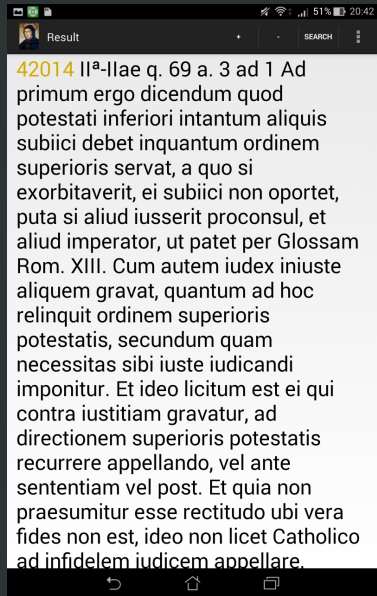 51% 20:42
Result + - SEARCH
42014 IIª-IIae q. 69 a. 3 ad 1 Ad
primum ergo dicendum quod
potestati inferiori intantum aliquis
subiici debet inquantum ordinem
superioris servat, a quo si
exorbitaverit, ei subiici non oportet,
puta si aliud iusserit proconsul, et
aliud imperator, ut patet per Glossam
Rom. XIII. Cum autem iudex iniuste
aliquem gravat, quantum ad hoc
relinquit ordinem superioris
potestatis, secundum quam
necessitas sibi iuste iudicandi
imponitur. Et ideo licitum est ei qui
contra iustitiam gravatur, ad
directionem superioris potestatis
recurrere appellando, vel ante
sententiam vel post. Et quia non
praesumitur esse rectitudo ubi vera
fides non est, ideo non licet Catholico
ad infidelem iudicem appellare,